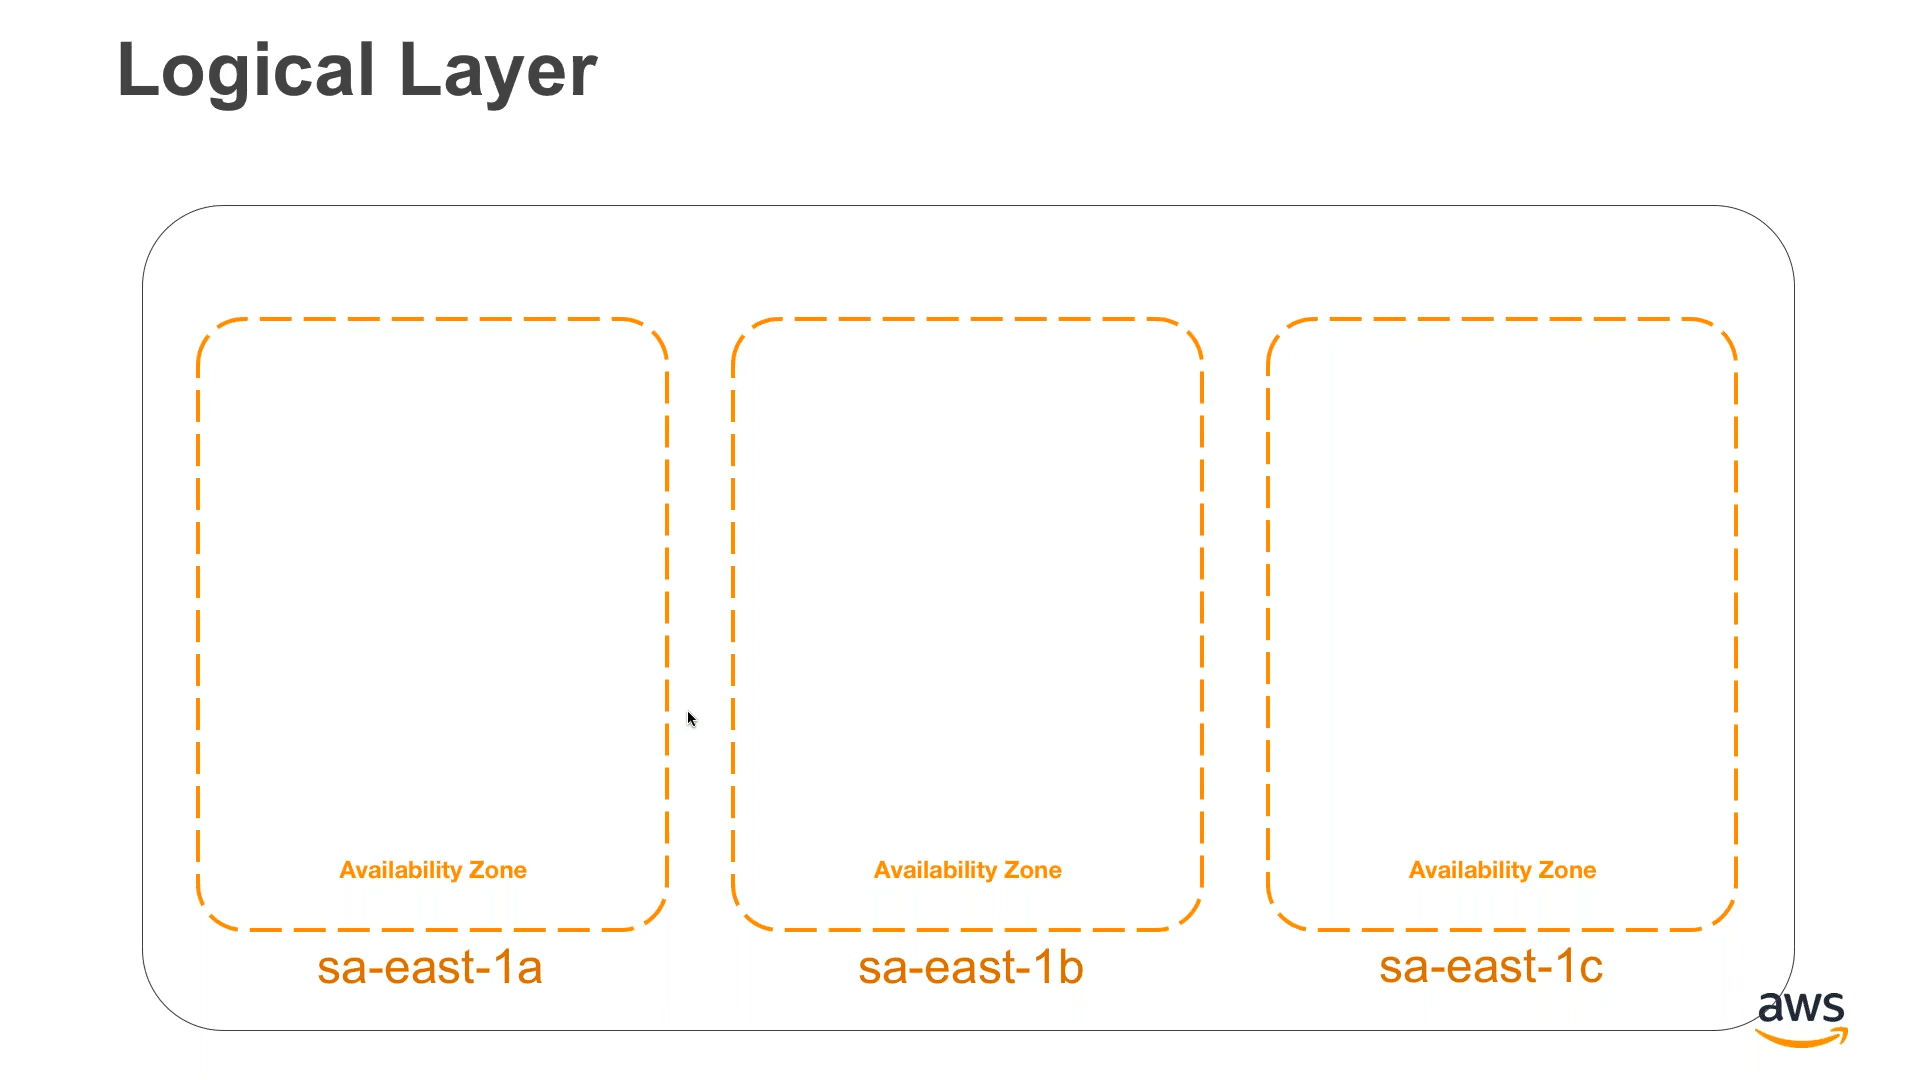 Logical Layer
Availability Zone
Availability Zone
Availability Zone
sa-east-1a
sa-east-1b
sa-east-1c
aws